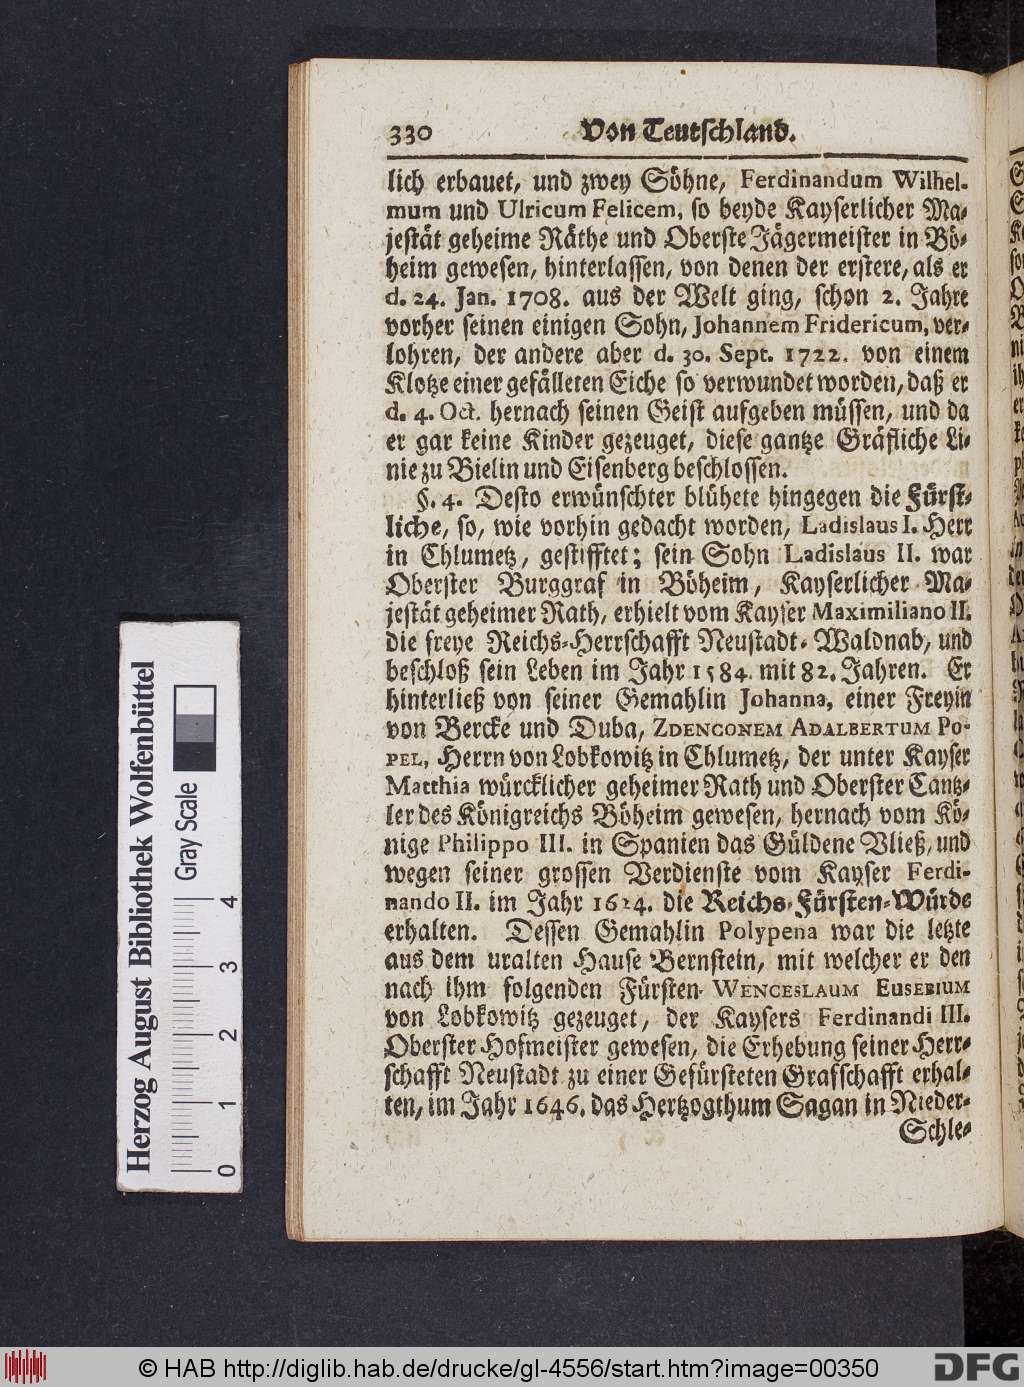 330 Von Teutschland.
lich erbauet, und zwey Söhne, Ferdinandum Wilhel-
mum und Ulricum Felicem, so beyde Kayserlicher Ma-
jestät geheime Räthe und Oberste Jägermeister in Bö-
heim gewesen, hinterlassen, von denen der erstere, als er
d. 24. Jan. 1708. aus der Welt ging, schon 2. Jahre
vorher seinen einigen Sohn, Johannem Fridericum, ver-
lohren, der andere aber d. 30. Sept. 1722. von einem
Klotze einer gefälleten Eiche so verwundet worden, daß er
d. 4. Oct. hernach seinen Geist aufgeben müssen, und da
er gar keine Kinder gezeuget, diese gantze Gräfliche Li-
nie zu Bielin und Eisenberg beschlossen.
§. 4. Desto erwünschter blühete hingegen die Fürst-
liche, so, wie vorhin gedacht worden, Ladislaus I. Herr
in Chlumetz, gestifftet; sein Sohn Ladislaus II. war
Oberster Burggraf in Böheim, Kayserlicher Ma-
jestät geheimer Rath, erhielt vom Kayser Maximiliano II.
die freye Reichs-Herrschafft Neustadt-Waldnab, und
beschloß sein Leben im Jahr 1584. mit 82. Jahren. Er
hinterließ von seiner Gemahlin Johanna, einer Freyin
von Bercke und Duba, ZDENCONEM ADALBERTUM PO-
PEL, Herrn von Lobkowitz in Chlumetz, der unter Kayser
Matthia würcklicher geheimer Rath und Oberster Cantz-
ler des Königreichs Böheim gewesen, hernach vom Kö-
nige Philippo III. in Spanien das Güldene Vließ, und
wegen seiner grossen Verdienste vom Kayser Ferdi-
nando II. im Jahr 1624. die Reichs-Fürsten-Würde
erhalten. Dessen Gemahlin Polypena war die letzte
aus dem uralten Hause Bernstein, mit welcher er den
nach ihm folgenden Fürsten WENCESLAUM EUSEBIUM
von Lobkowitz gezeuget, der Kaysers Ferdinandi III.
Oberster Hofmeister gewesen, die Erhebung seiner Herr-
schafft Neustadt zu einer Gefürsteten Grafschafft erhal-
ten, im Jahr 1646. das Hertzogthum Sagan in Nieder-
Schle-
Herzog August Bibliothek Wolfenbüttel
Gray Scale
0 1 2 3 4
© HAB http://diglib.hab.de/drucke/gl-4556/start.htm?image=00350
DFG